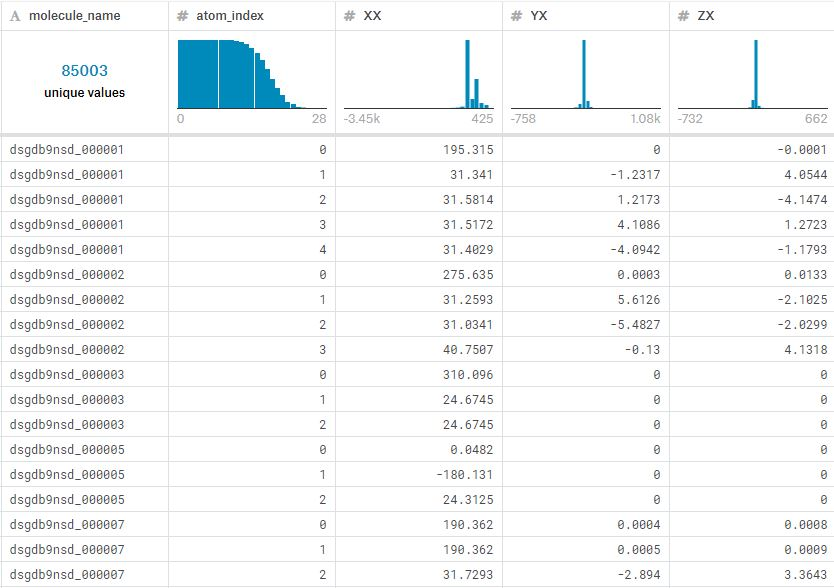 A molecule_name # atom_index # XX # YX # ZX
85003
unique values
0 28 -3.45k 425 -758 1.08k -732 662
dsgdb9nsd_000001 0 195.315 0 -0.0001
dsgdb9nsd_000001 1 31.341 -1.2317 4.0544
dsgdb9nsd_000001 2 31.5814 1.2173 -4.1474
dsgdb9nsd_000001 3 31.5172 4.1086 1.2723
dsgdb9nsd_000001 4 31.4029 -4.0942 -1.1793
dsgdb9nsd_000002 0 275.635 0.0003 0.0133
dsgdb9nsd_000002 1 31.2593 5.6126 -2.1025
dsgdb9nsd_000002 2 31.0341 -5.4827 -2.0299
dsgdb9nsd_000002 3 40.7507 -0.13 4.1318
dsgdb9nsd_000003 0 310.096 0 0
dsgdb9nsd_000003 1 24.6745 0 0
dsgdb9nsd_000003 2 24.6745 0 0
dsgdb9nsd_000005 0 0.0482 0 0
dsgdb9nsd_000005 1 -180.131 0 0
dsgdb9nsd_000005 2 24.3125 0 0
dsgdb9nsd_000007 0 190.362 0.0004 0.0008
dsgdb9nsd_000007 1 190.362 0.0005 0.0009
dsgdb9nsd_000007 2 31.7293 -2.894 3.3643